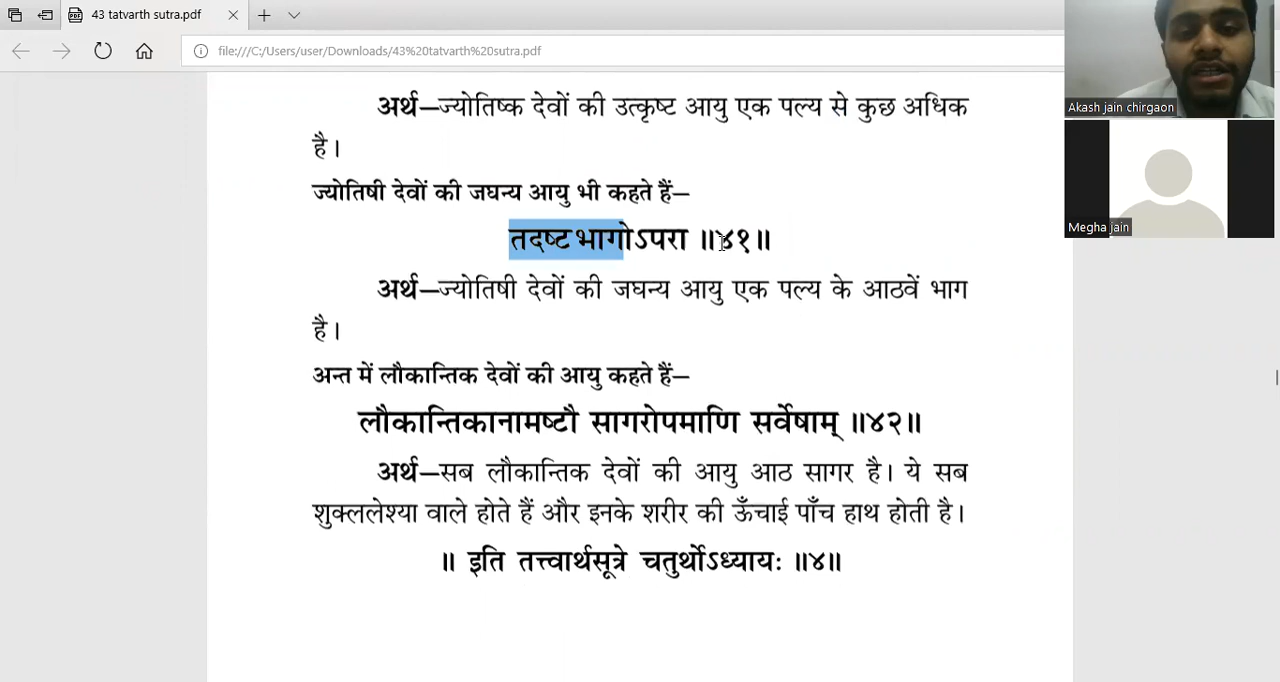 43 tatvarth sutra.pdf
file:///C:/Users/user/Downloads/43%20tatvarth%20sutra.pdf
अर्थ—ज्योतिष्क देवों की उत्कृष्ट आयु एक पल्य से कुछ अधिक
है।
ज्योतिषी देवों की जघन्य आयु भी कहते हैं—
तदष्टभागोऽपरा ॥४१॥
अर्थ—ज्योतिषी देवों की जघन्य आयु एक पल्य के आठवें भाग
है।
अन्त में लौकान्तिक देवों की आयु कहते हैं—
लौकान्तिकानामष्टौ सागरोपमाणि सर्वेषाम् ॥४२॥
अर्थ—सब लौकान्तिक देवों की आयु आठ सागर है। ये सब
शुक्ललेश्या वाले होते हैं और इनके शरीर की ऊँचाई पाँच हाथ होती है।
॥ इति तत्त्वार्थसूत्रे चतुर्थोऽध्यायः ॥४॥
Akash jain chirgaon
Megha jain